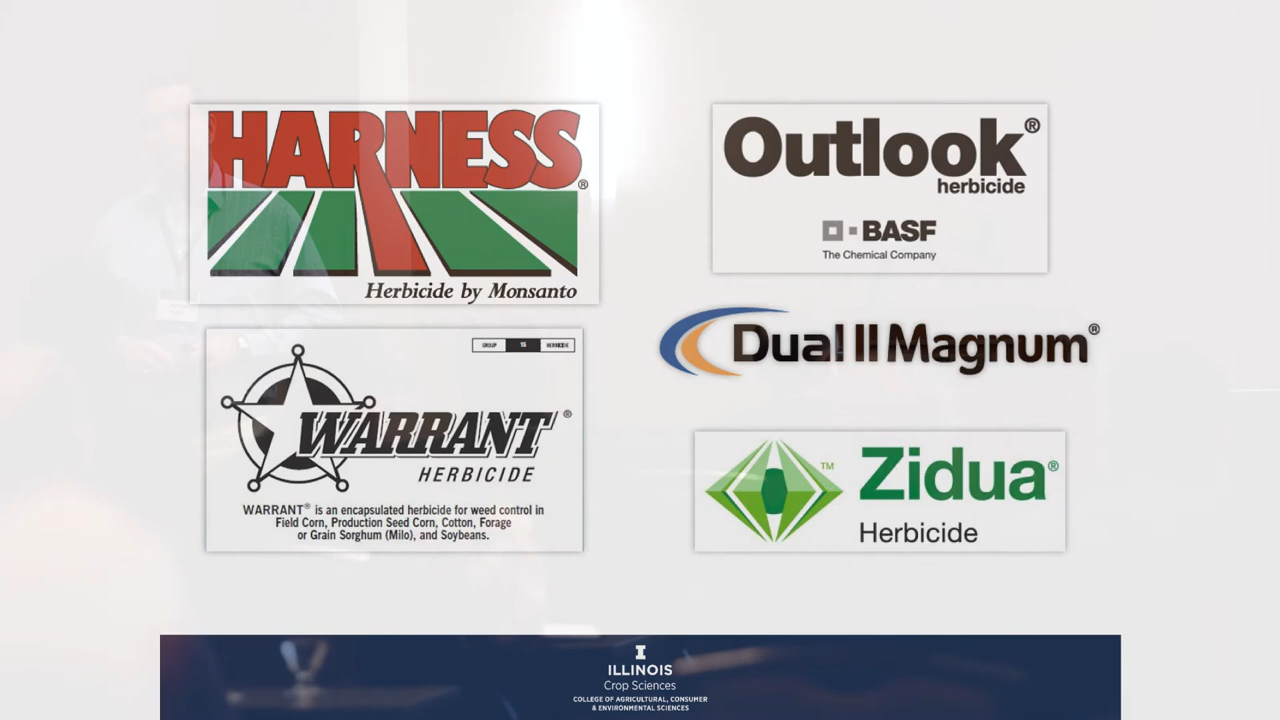 HARNESS®
Herbicide by Monsanto
Outlook®
herbicide
BASF
The Chemical Company
Dual II Magnum®
GROUP 15 HERBICIDE
WARRANT®
HERBICIDE
WARRANT® is an encapsulated herbicide for weed control in
Field Corn, Production Seed Corn, Cotton, Forage
or Grain Sorghum (Milo), and Soybeans.
™ Zidua®
Herbicide
I
ILLINOIS
Crop Sciences
COLLEGE OF AGRICULTURAL, CONSUMER
& ENVIRONMENTAL SCIENCES